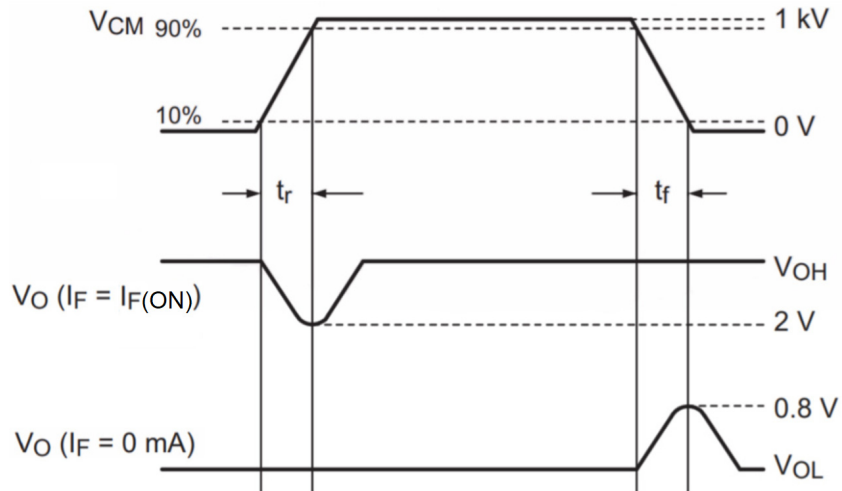 VCM 90%
1 kV
10%
0 V
tr
tf
VOH
VO (IF = IF(ON))
2 V
0.8 V
VO (IF = 0 mA)
VOL